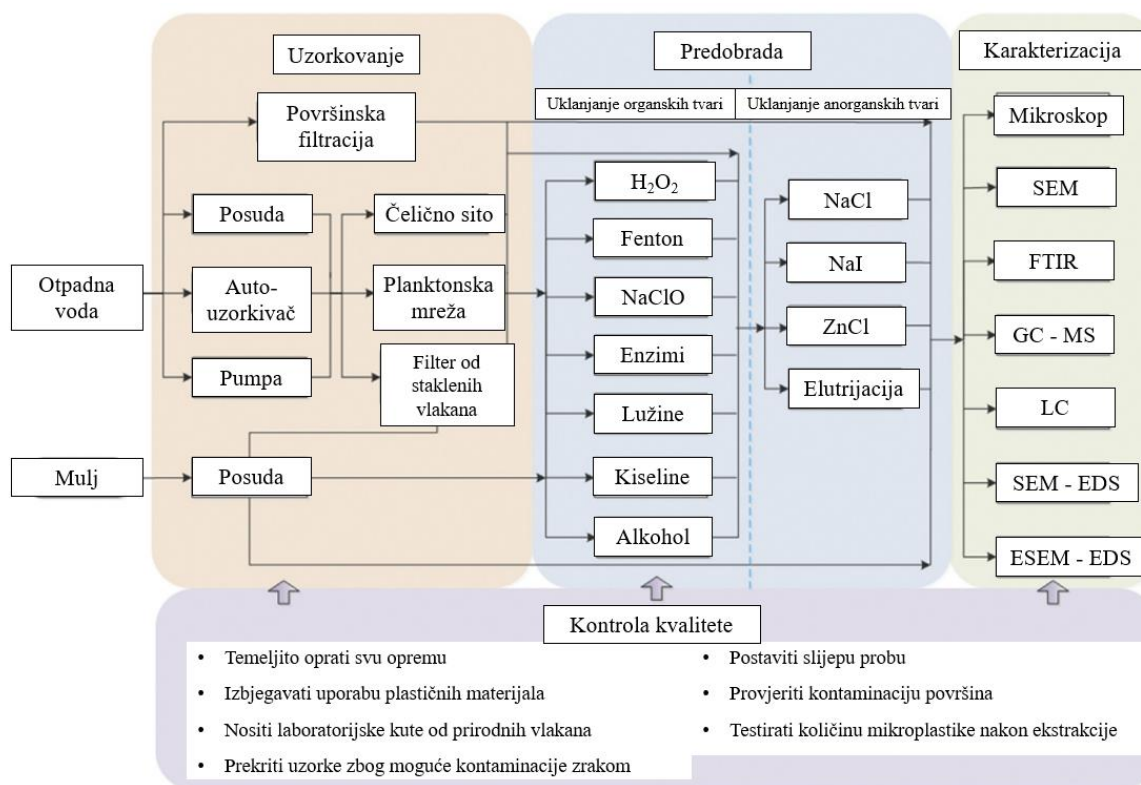 Uzorkovanje
Površinska
filtracija
Otpadna
voda
Posuda
Auto-
uzorkivač
Pumpa
Čelično sito
Planktonska
mreža
Filter od
staklenih
vlakana
Mulj
Posuda
Predobrada
Uklanjanje organskih tvari
H₂O₂
Fenton
NaClO
Enzimi
Lužine
Kiseline
Alkohol
Uklanjanje anorganskih tvari
NaCl
NaI
ZnCl
Elutrijacija
Karakterizacija
Mikroskop
SEM
FTIR
GC - MS
LC
SEM - EDS
ESEM - EDS
Kontrola kvalitete
• Temeljito oprati svu opremu
• Izbjegavati uporabu plastičnih materijala
• Nositi laboratorijske kute od prirodnih vlakana
• Prekriti uzorke zbog moguće kontaminacije zrakom
• Postaviti slijepu probu
• Provjeriti kontaminaciju površina
• Testirati količinu mikroplastike nakon ekstrakcije